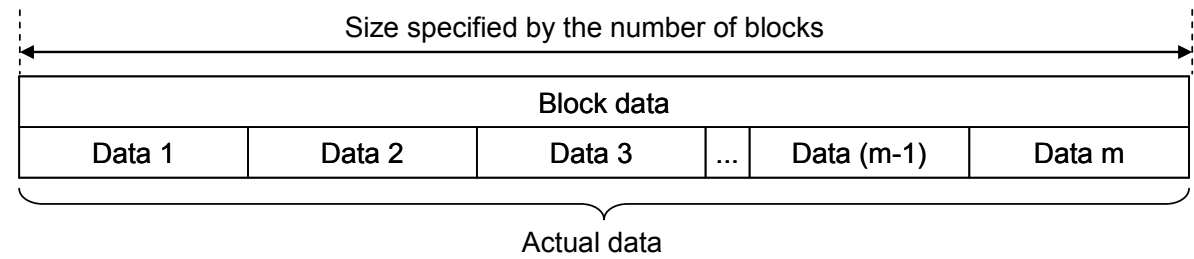 Size specified by the number of blocks
Block data
Data 1 Data 2 Data 3 ... Data (m-1) Data m
Actual data